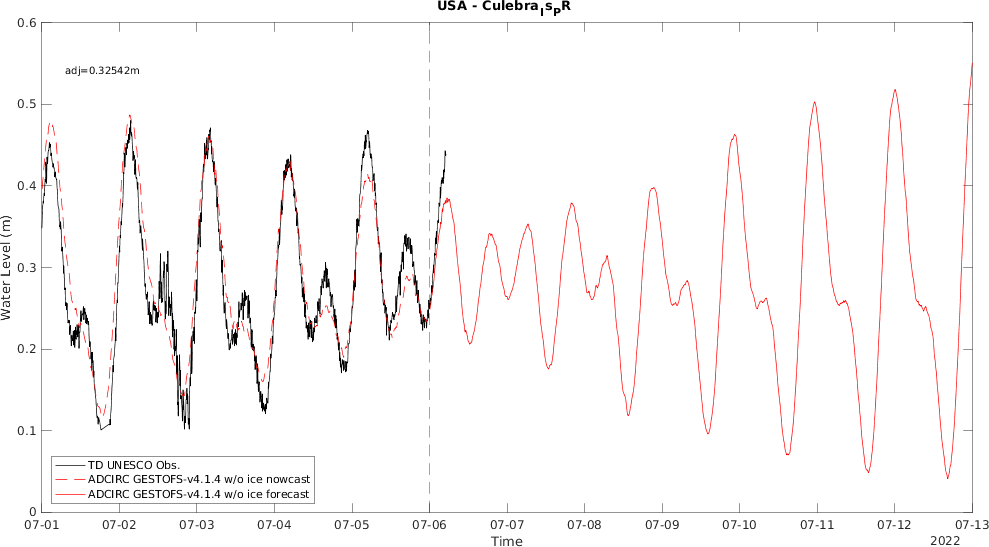 USA - CulebraIsPR
adj=0.32542m
0.6
0.5
0.4
0.3
0.2
0.1
0
Water Level (m)
TD UNESCO Obs.
ADCIRC GESTOFS-v4.1.4 w/o ice nowcast
ADCIRC GESTOFS-v4.1.4 w/o ice forecast
07-01 07-02 07-03 07-04 07-05 07-06 07-07 07-08 07-09 07-10 07-11 07-12 07-13
Time
2022